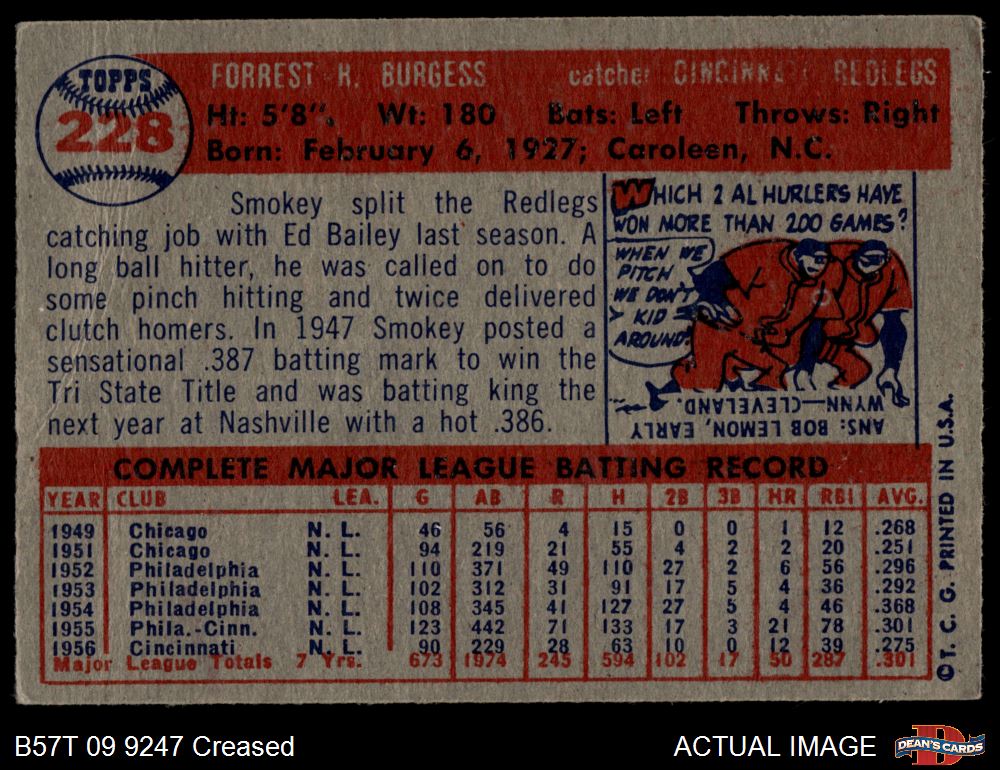 TOPPS
228
FORREST H. BURGESS catcher CINCINNATI REDLEGS
Ht: 5'8". Wt: 180 Bats: Left Throws: Right
Born: February 6, 1927; Caroleen, N.C.
Smokey split the Redlegs
catching job with Ed Bailey last season. A
long ball hitter, he was called on to do
some pinch hitting and twice delivered
clutch homers. In 1947 Smokey posted a
sensational .387 batting mark to win the
Tri State Title and was batting king the
next year at Nashville with a hot .386.
WHICH 2 AL HURLERS HAVE
WON MORE THAN 200 GAMES?
WHEN WE
PITCH
WE DON'T
KID
AROUND!
ANS: BOB LEMON, EARLY
WYNN—CLEVELAND.
COMPLETE MAJOR LEAGUE BATTING RECORD
YEAR CLUB LEA. G AB R H 2B 3B HR RBI AVG.
1949 Chicago N. L. 46 56 4 15 0 0 1 12 .268
1951 Chicago N. L. 94 219 21 55 4 2 2 20 .251
1952 Philadelphia N. L. 110 371 49 110 27 2 6 56 .296
1953 Philadelphia N. L. 102 312 31 91 17 5 4 36 .292
1954 Philadelphia N. L. 108 345 41 127 27 5 4 46 .368
1955 Phila.-Cinn. N. L. 123 442 71 133 17 3 21 78 .301
1956 Cincinnati N. L. 90 229 28 63 10 0 12 39 .275
Major League Totals 7 Yrs. 673 1974 245 594 102 17 50 287 .301
©T. C. G. PRINTED IN U.S.A.
B57T 09 9247 Creased
ACTUAL IMAGE
D
DEAN'S CARDS